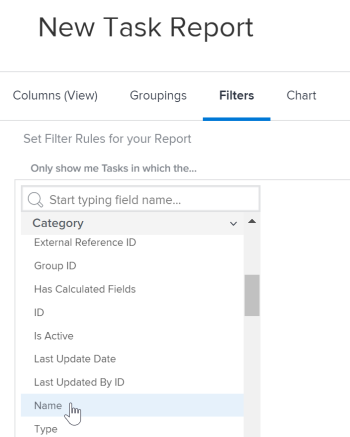 New Task Report
Columns (View) Groupings Filters Chart
Set Filter Rules for your Report
Only show me Tasks in which the...
Start typing field name...
Category
External Reference ID
Group ID
Has Calculated Fields
ID
Is Active
Last Update Date
Last Updated By ID
Name
Type